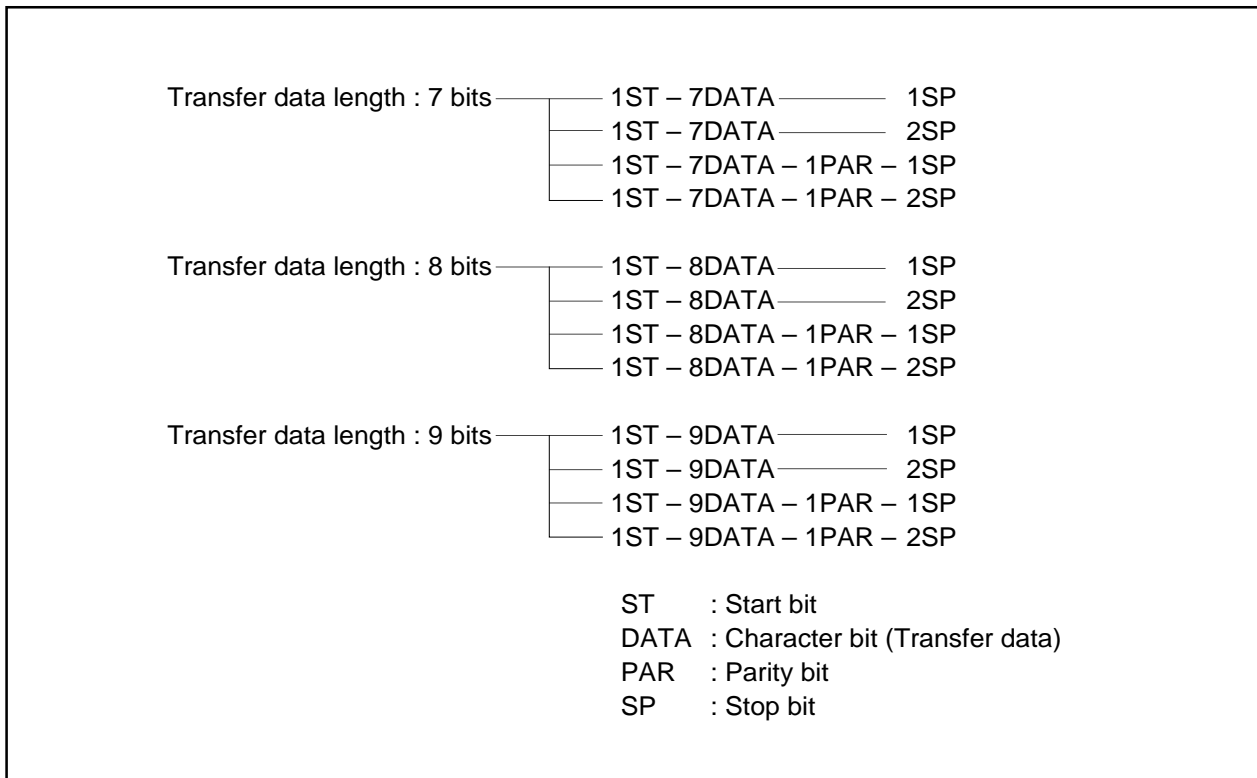 Transfer data length : 7 bits 1ST – 7DATA 1SP
1ST – 7DATA 2SP
1ST – 7DATA – 1PAR – 1SP
1ST – 7DATA – 1PAR – 2SP
Transfer data length : 8 bits 1ST – 8DATA 1SP
1ST – 8DATA 2SP
1ST – 8DATA – 1PAR – 1SP
1ST – 8DATA – 1PAR – 2SP
Transfer data length : 9 bits 1ST – 9DATA 1SP
1ST – 9DATA 2SP
1ST – 9DATA – 1PAR – 1SP
1ST – 9DATA – 1PAR – 2SP
ST : Start bit
DATA : Character bit (Transfer data)
PAR : Parity bit
SP : Stop bit